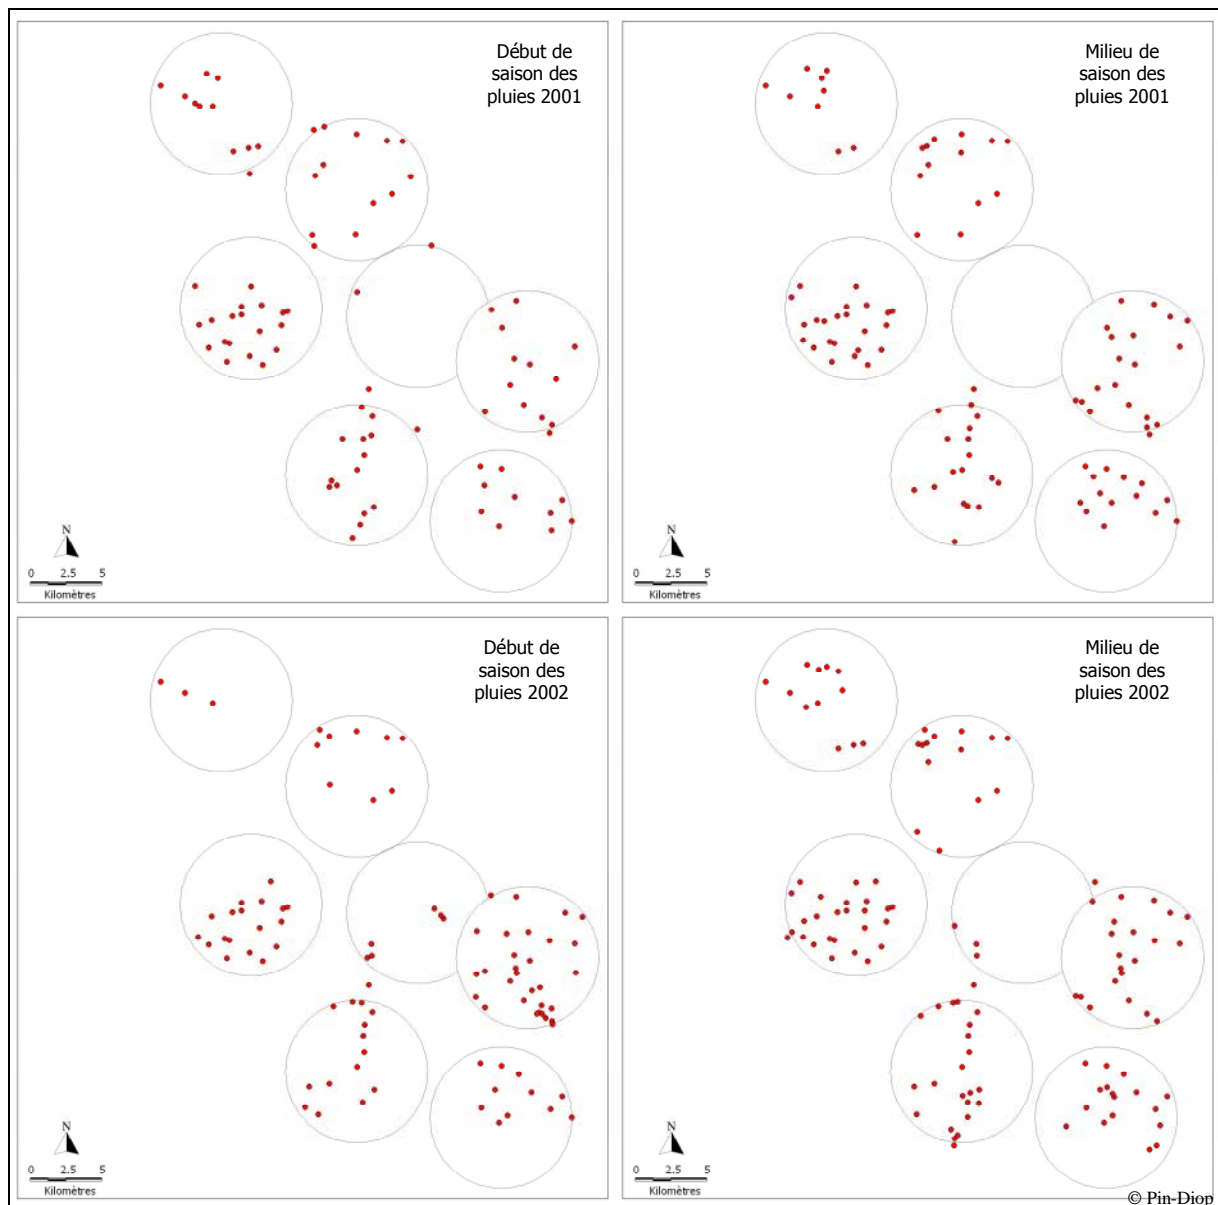 Début de
saison des
pluies 2001
N
0 2.5 5
Kilomètres
Milieu de
saison des
pluies 2001
N
0 2.5 5
Kilomètres
Début de
saison des
pluies 2002
N
0 2.5 5
Kilomètres
Milieu de
saison des
pluies 2002
N
0 2.5 5
Kilomètres
© Pin-Diop